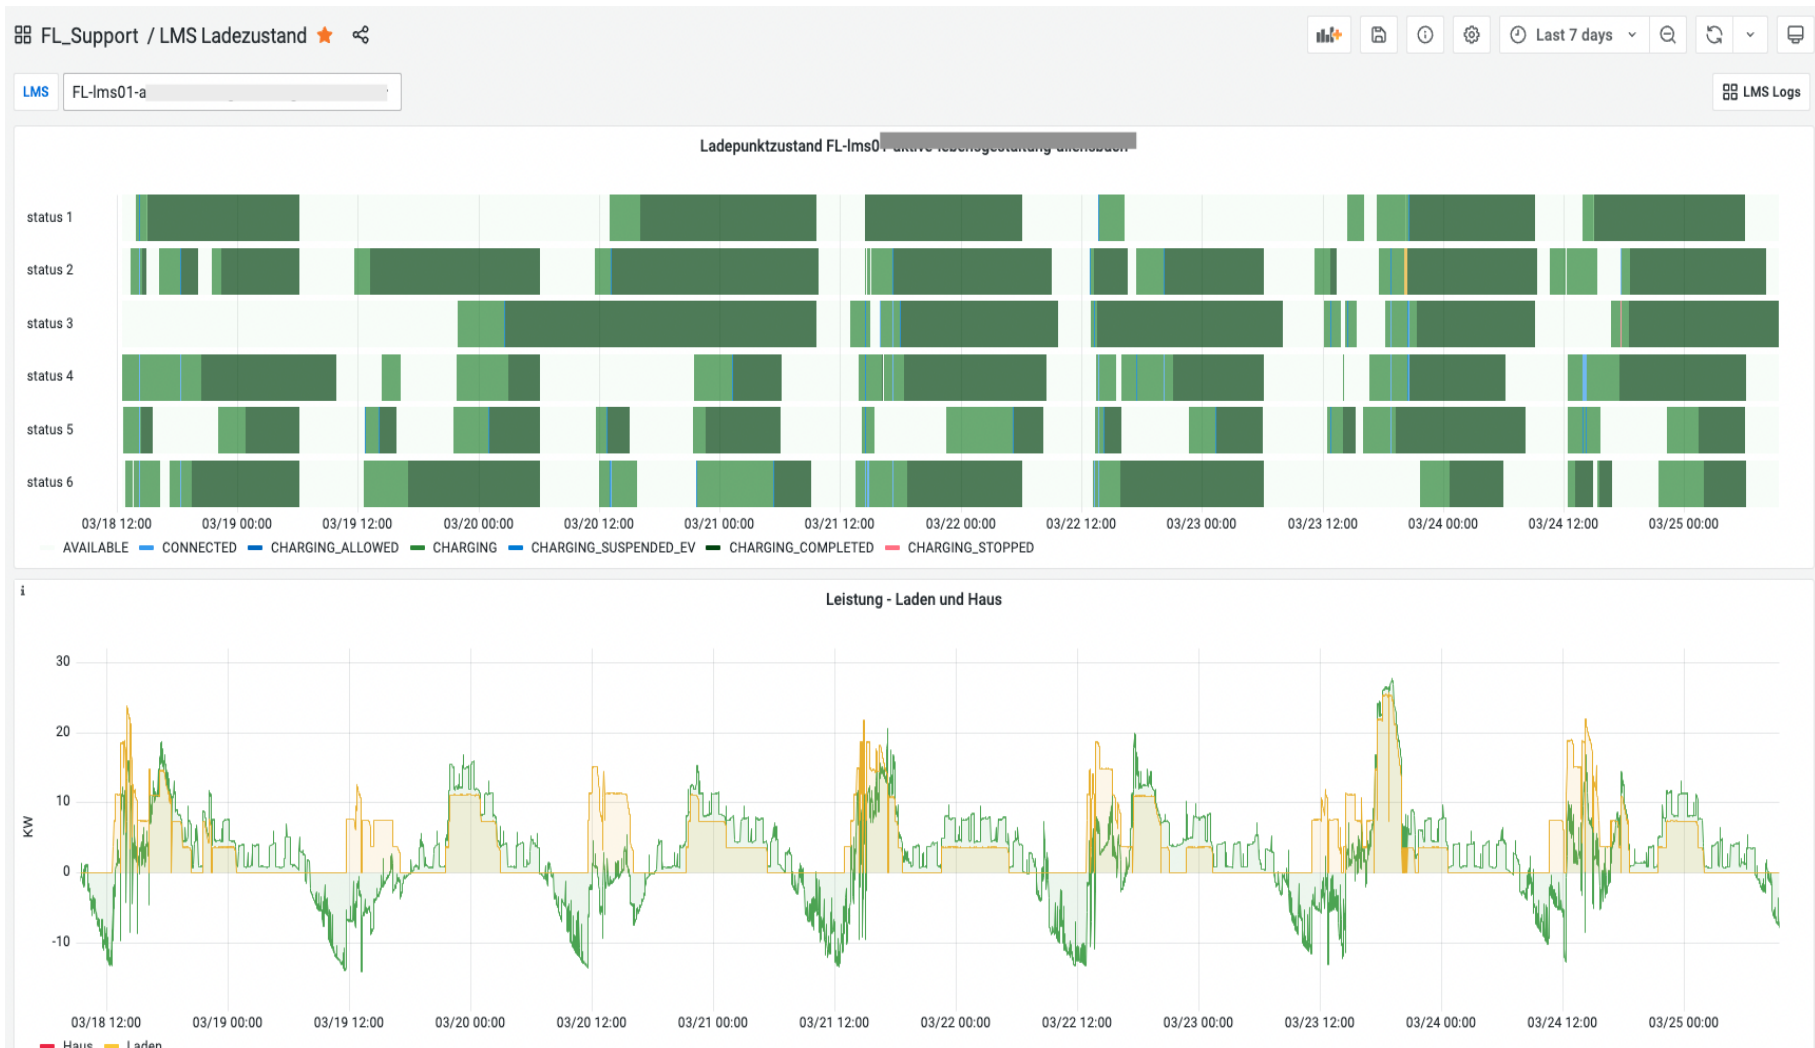 FL_Support / LMS Ladezustand
Last 7 days
LMS
FL-lms01-a
LMS Logs
Ladepunktzustand FL-lms0
status 1
status 2
status 3
status 4
status 5
status 6
03/18 12:00 03/19 00:00 03/19 12:00 03/20 00:00 03/20 12:00 03/21 00:00 03/21 12:00 03/22 00:00 03/22 12:00 03/23 00:00 03/23 12:00 03/24 00:00 03/24 12:00 03/25 00:00
AVAILABLE CONNECTED CHARGING_ALLOWED CHARGING CHARGING_SUSPENDED_EV CHARGING_COMPLETED CHARGING_STOPPED
i
Leistung - Laden und Haus
30
20
10
KW
0
-10
03/18 12:00 03/19 00:00 03/19 12:00 03/20 00:00 03/20 12:00 03/21 00:00 03/21 12:00 03/22 00:00 03/22 12:00 03/23 00:00 03/23 12:00 03/24 00:00 03/24 12:00 03/25 00:00
Haus Laden